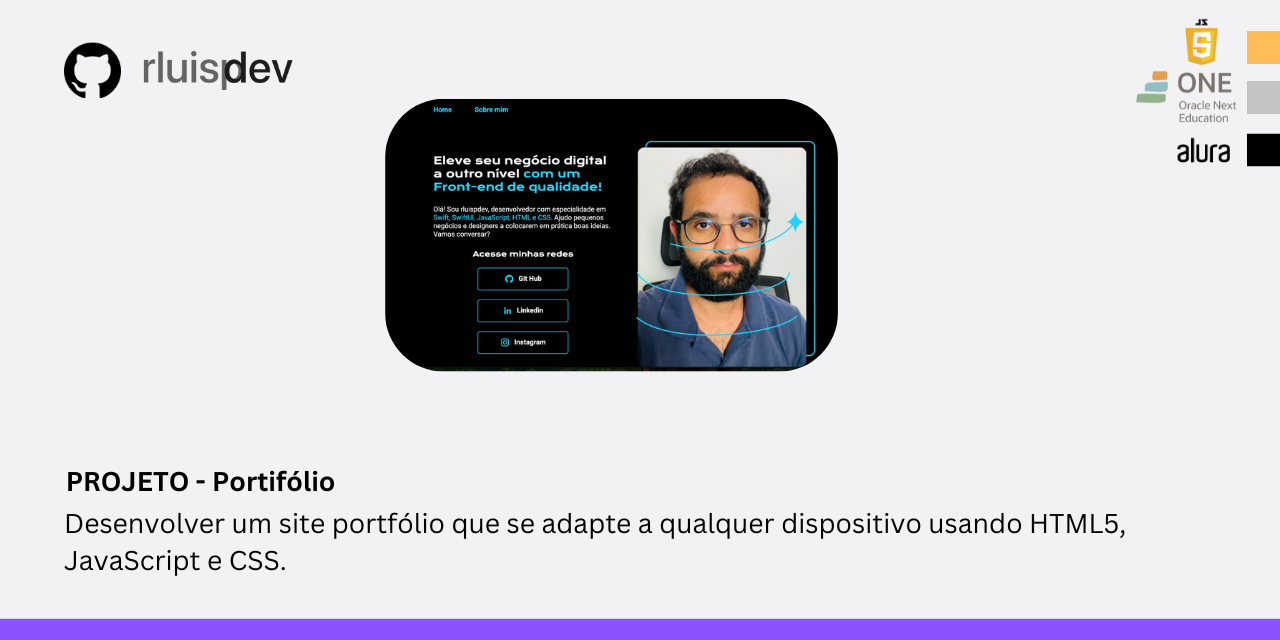 rluispdev
JS
5
ONE
Oracle Next
Education
alura
Home Sobre mim
Eleve seu negócio digital
a outro nível com um
Front-end de qualidade!
Olá! Sou rluispdev, desenvolvedor com especialidade em
Swift, SwiftUI, JavaScript, HTML e CSS. Ajudo pequenos
negócios e designers a colocarem em prática boas ideias.
Vamos conversar?
Acesse minhas redes
Git Hub
Linkedin
Instagram
PROJETO - Portifólio
Desenvolver um site portfólio que se adapte a qualquer dispositivo usando HTML5,
JavaScript e CSS.